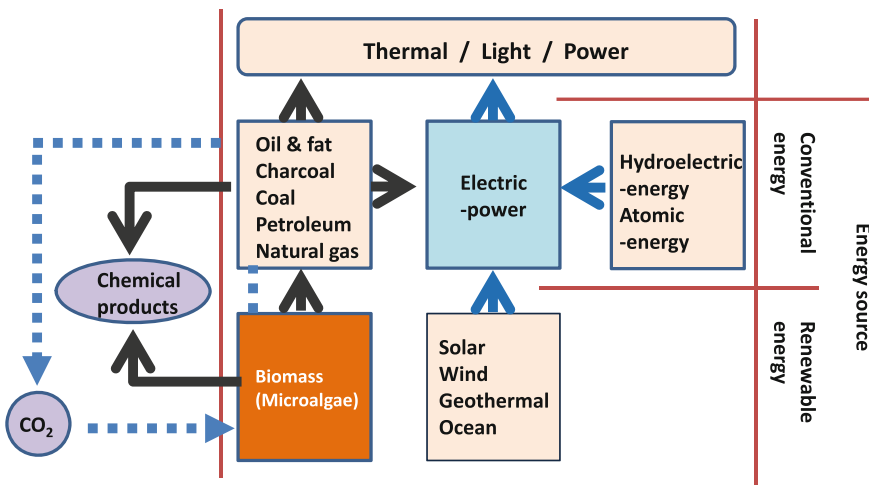 Thermal / Light / Power
Oil & fat
Charcoal
Coal
Petroleum
Natural gas
Electric
-power
Hydroelectric
-energy
Atomic
-energy
Conventional
energy
Energy source
Chemical
products
Biomass
(Microalgae)
Solar
Wind
Geothermal
Ocean
Renewable
energy
CO₂